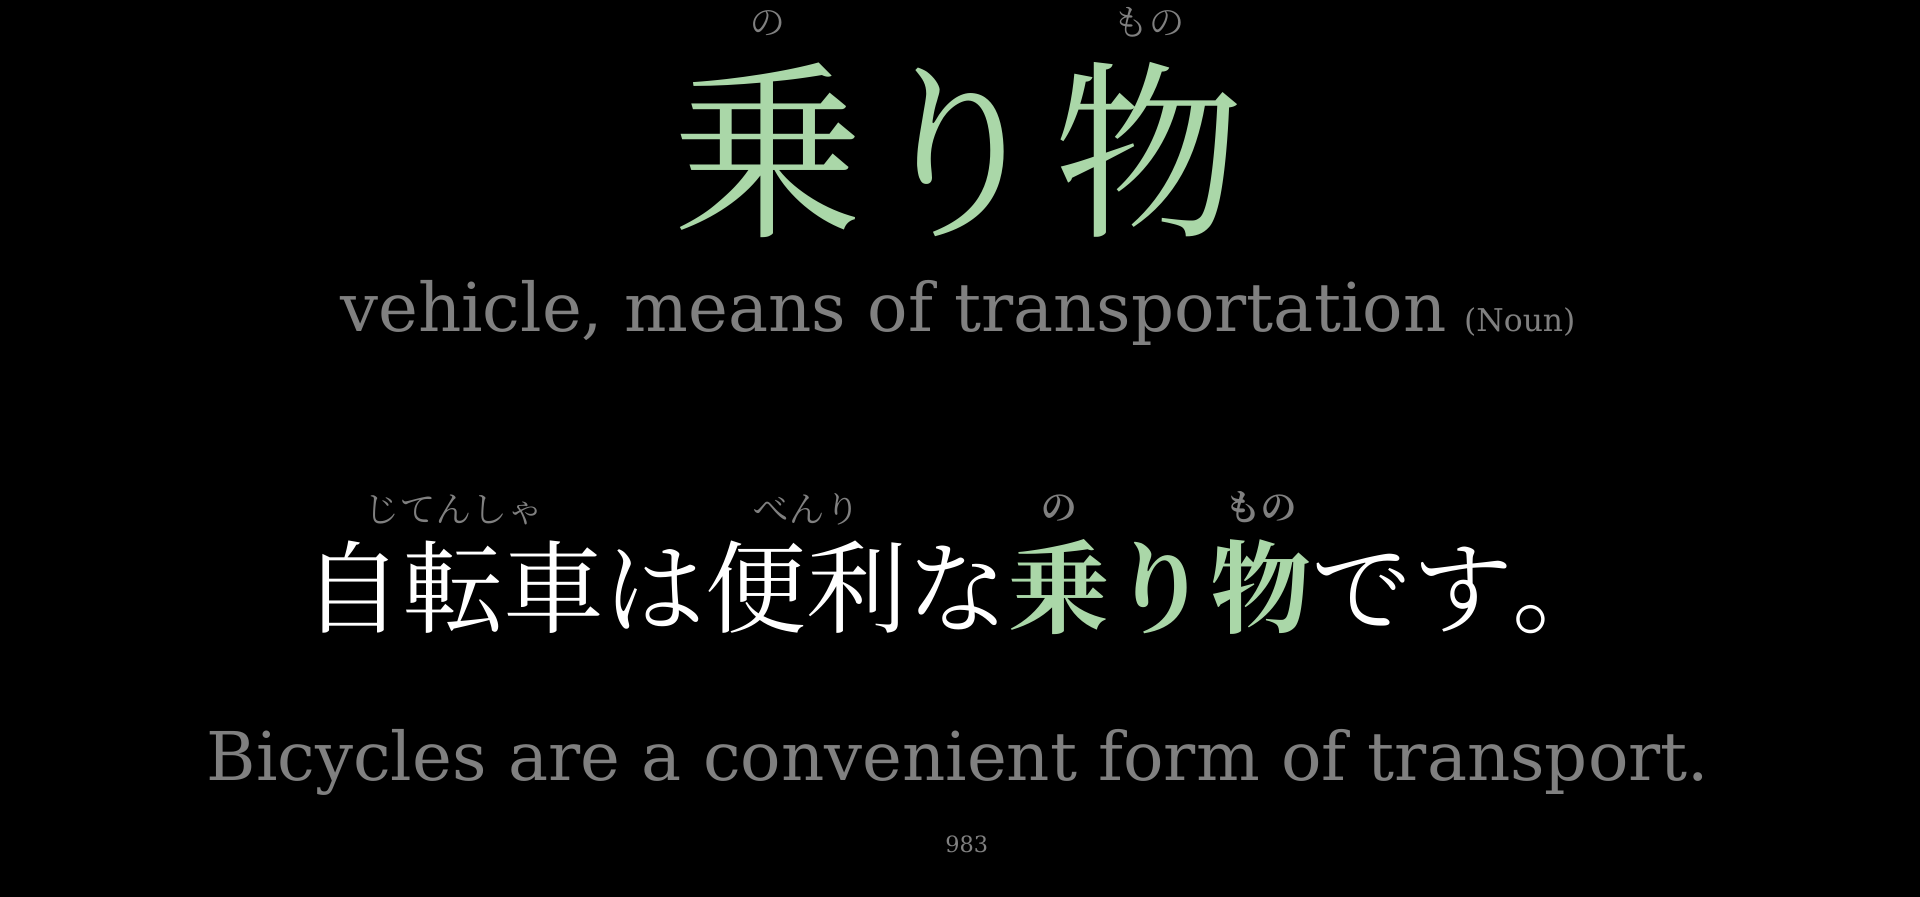 の もの
乗り物
vehicle, means of transportation (Noun)
じてんしゃ べんり の もの
自転車は便利な乗り物です。
Bicycles are a convenient form of transport.
983